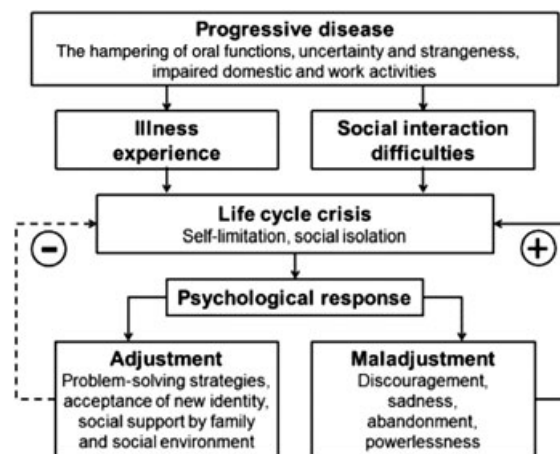 Progressive disease
The hampering of oral functions, uncertainty and strangeness,
impaired domestic and work activities
Illness
experience
Social interaction
difficulties
Life cycle crisis
Self-limitation, social isolation
−
+
Psychological response
Adjustment
Problem-solving strategies,
acceptance of new identity,
social support by family
and social environment
Maladjustment
Discouragement,
sadness,
abandonment,
powerlessness